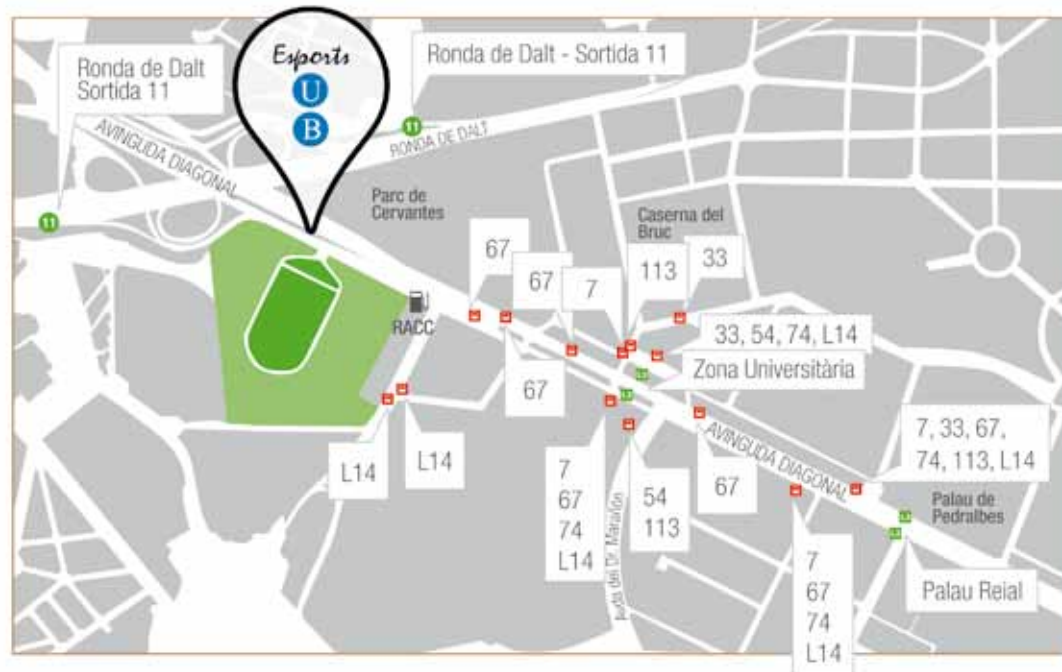 Esports
U
B
Ronda de Dalt
Sortida 11
Ronda de Dalt - Sortida 11
11
11
AVINGUDA DIAGONAL
RONDA DE DALT
Parc de
Cervantes
Caserna del
Bruc
67
67
7
113
33
RACC
33, 54, 74, L14
Zona Universitària
67
L14
L14
7
67
74
L14
54
113
67
AVINGUDA DIAGONAL
7, 33, 67,
74, 113, L14
Palau de
Pedralbes
del Dr. Marañón
7
67
74
L14
Palau Reial